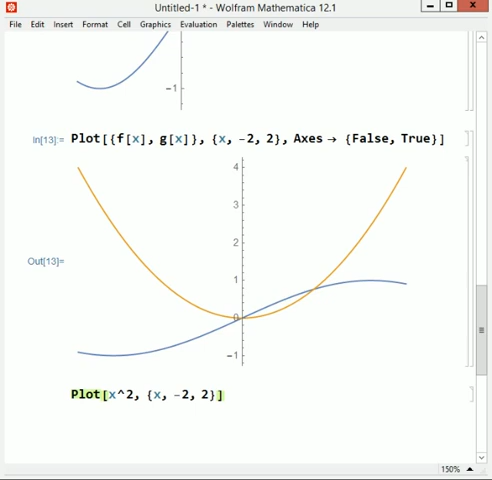 Untitled-1 * - Wolfram Mathematica 12.1
File Edit Insert Format Cell Graphics Evaluation Palettes Window Help
-1
In[13]:= Plot[{f[x], g[x]}, {x, -2, 2}, Axes → {False, True}]
4
3
2
Out[13]=
1
0
-1
Plot[x^2, {x, -2, 2}]
150%